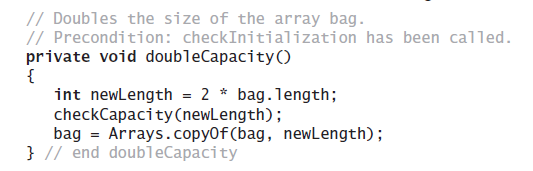 // Doubles the size of the array bag.
// Precondition: checkInitialization has been called.
private void doubleCapacity()
{
   int newLength = 2 * bag.length;
   checkCapacity(newLength);
   bag = Arrays.copyOf(bag, newLength);
} // end doubleCapacity